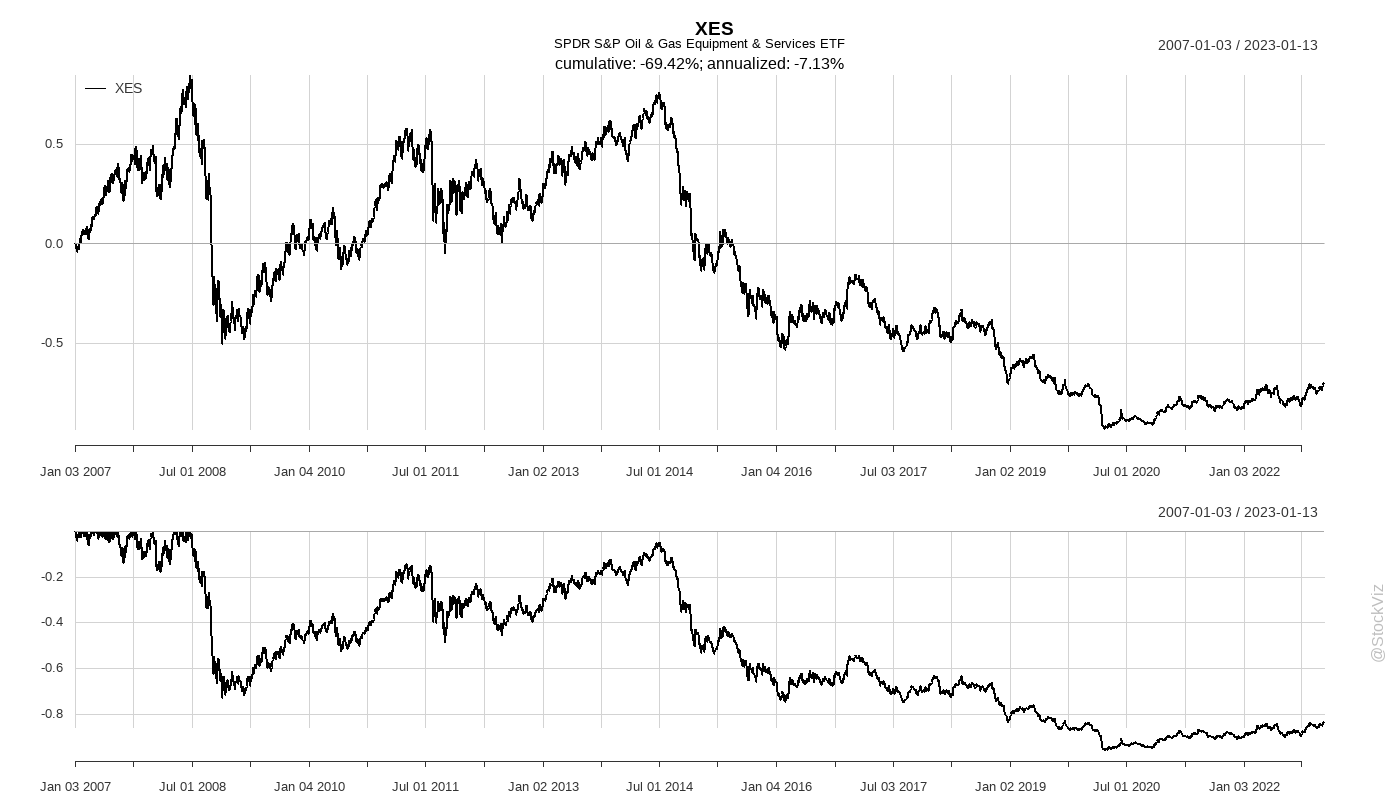 XES
SPDR S&P Oil & Gas Equipment & Services ETF
cumulative: -69.42%; annualized: -7.13%
2007-01-03 / 2023-01-13
XES
0.5
0.0
-0.5
Jan 03 2007 Jul 01 2008 Jan 04 2010 Jul 01 2011 Jan 02 2013 Jul 01 2014 Jan 04 2016 Jul 03 2017 Jan 02 2019 Jul 01 2020 Jan 03 2022
2007-01-03 / 2023-01-13
-0.2
-0.4
-0.6
-0.8
Jan 03 2007 Jul 01 2008 Jan 04 2010 Jul 01 2011 Jan 02 2013 Jul 01 2014 Jan 04 2016 Jul 03 2017 Jan 02 2019 Jul 01 2020 Jan 03 2022
@StockViz